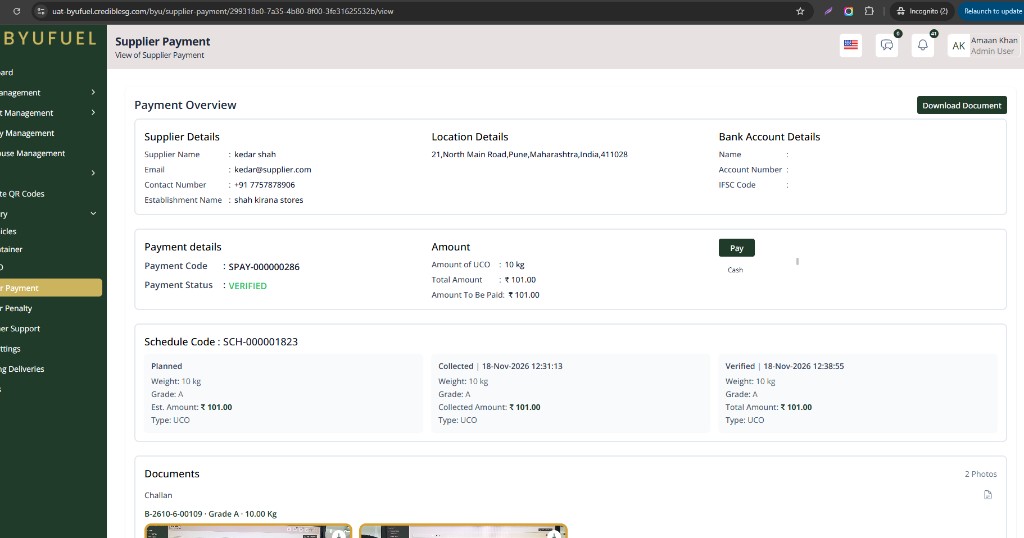 uat-byufuel.crediblesg.com/byu/supplier-payment/299318e0-7a35-4b80-8f00-3fe31625532b/view
Incognito (2)
Relaunch to update
BYUFUEL
Supplier Payment
View of Supplier Payment
6
41
AK
Amaan Khan
Admin User
ard
anagement
t Management
y Management
ouse Management
te QR Codes
ry
icles
tainer
O
r Payment
r Penalty
er Support
ttings
ng Deliveries
s
Payment Overview
Download Document
Supplier Details
Supplier Name : kedar shah
Email : kedar@supplier.com
Contact Number : +91 7757878906
Establishment Name : shah kirana stores
Location Details
21,North Main Road,Pune,Maharashtra,India,411028
Bank Account Details
Name :
Account Number :
IFSC Code :
Payment details
Payment Code : SPAY-000000286
Payment Status : VERIFIED
Amount
Amount of UCO : 10 kg
Total Amount : ₹ 101.00
Amount To Be Paid: ₹ 101.00
Pay
Cash
Schedule Code : SCH-000001823
Planned
Weight: 10 kg
Grade: A
Est. Amount: ₹ 101.00
Type: UCO
Collected | 18-Nov-2026 12:31:13
Weight: 10 kg
Grade: A
Collected Amount: ₹ 101.00
Type: UCO
Verified | 18-Nov-2026 12:38:55
Weight: 10 kg
Grade: A
Total Amount: ₹ 101.00
Type: UCO
Documents
2 Photos
Challan
B-2610-6-00109 · Grade A · 10.00 Kg